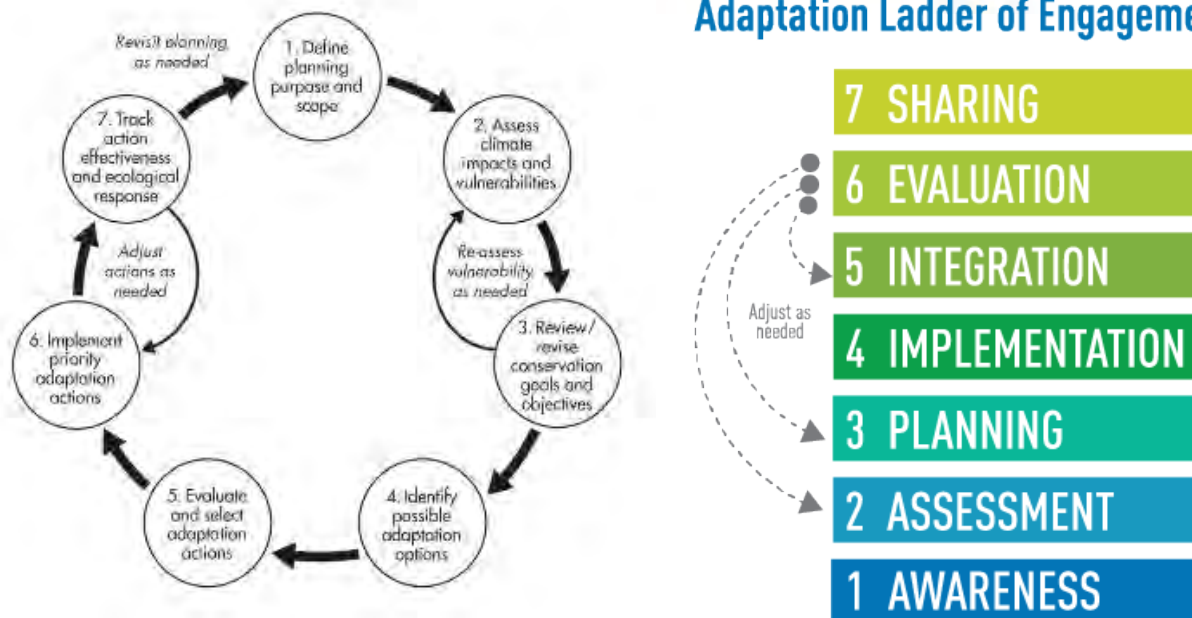 Revisit planning
as needed
1. Define
planning
purpose and
scope
2. Assess
climate
impacts and
vulnerabilities
Re-assess
vulnerability
as needed
3. Review/
revise
conservation
goals and
objectives
4. Identify
possible
adaptation
options
5. Evaluate
and select
adaptation
actions
6. Implement
priority
adaptation
actions
Adjust
actions as
needed
7. Track
action
effectiveness
and ecological
response
Adaptation Ladder of Engageme
7 SHARING
6 EVALUATION
5 INTEGRATION
Adjust as
needed
4 IMPLEMENTATION
3 PLANNING
2 ASSESSMENT
1 AWARENESS